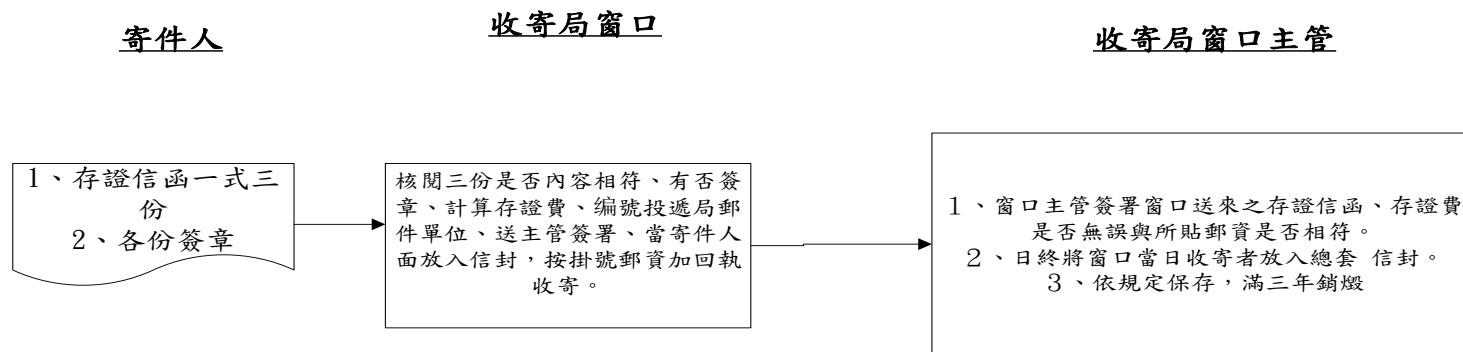 寄件人
收寄局窗口
收寄局窗口主管
1、存證信函一式三
份
2、各份簽章
核閱三份是否內容相符、有否簽
章、計算存證費、编號投遞局郵
件單位、送主管簽署、當寄件人
面放入信封，按掛號郵資加回執
收寄。
1、窗口主管簽署窗口送來之存證信函、存證費
是否無誤與所貼郵資是否相符。
2、日終將窗口當日收寄者放入總套 信封。
3、依規定保存，滿三年銷燬